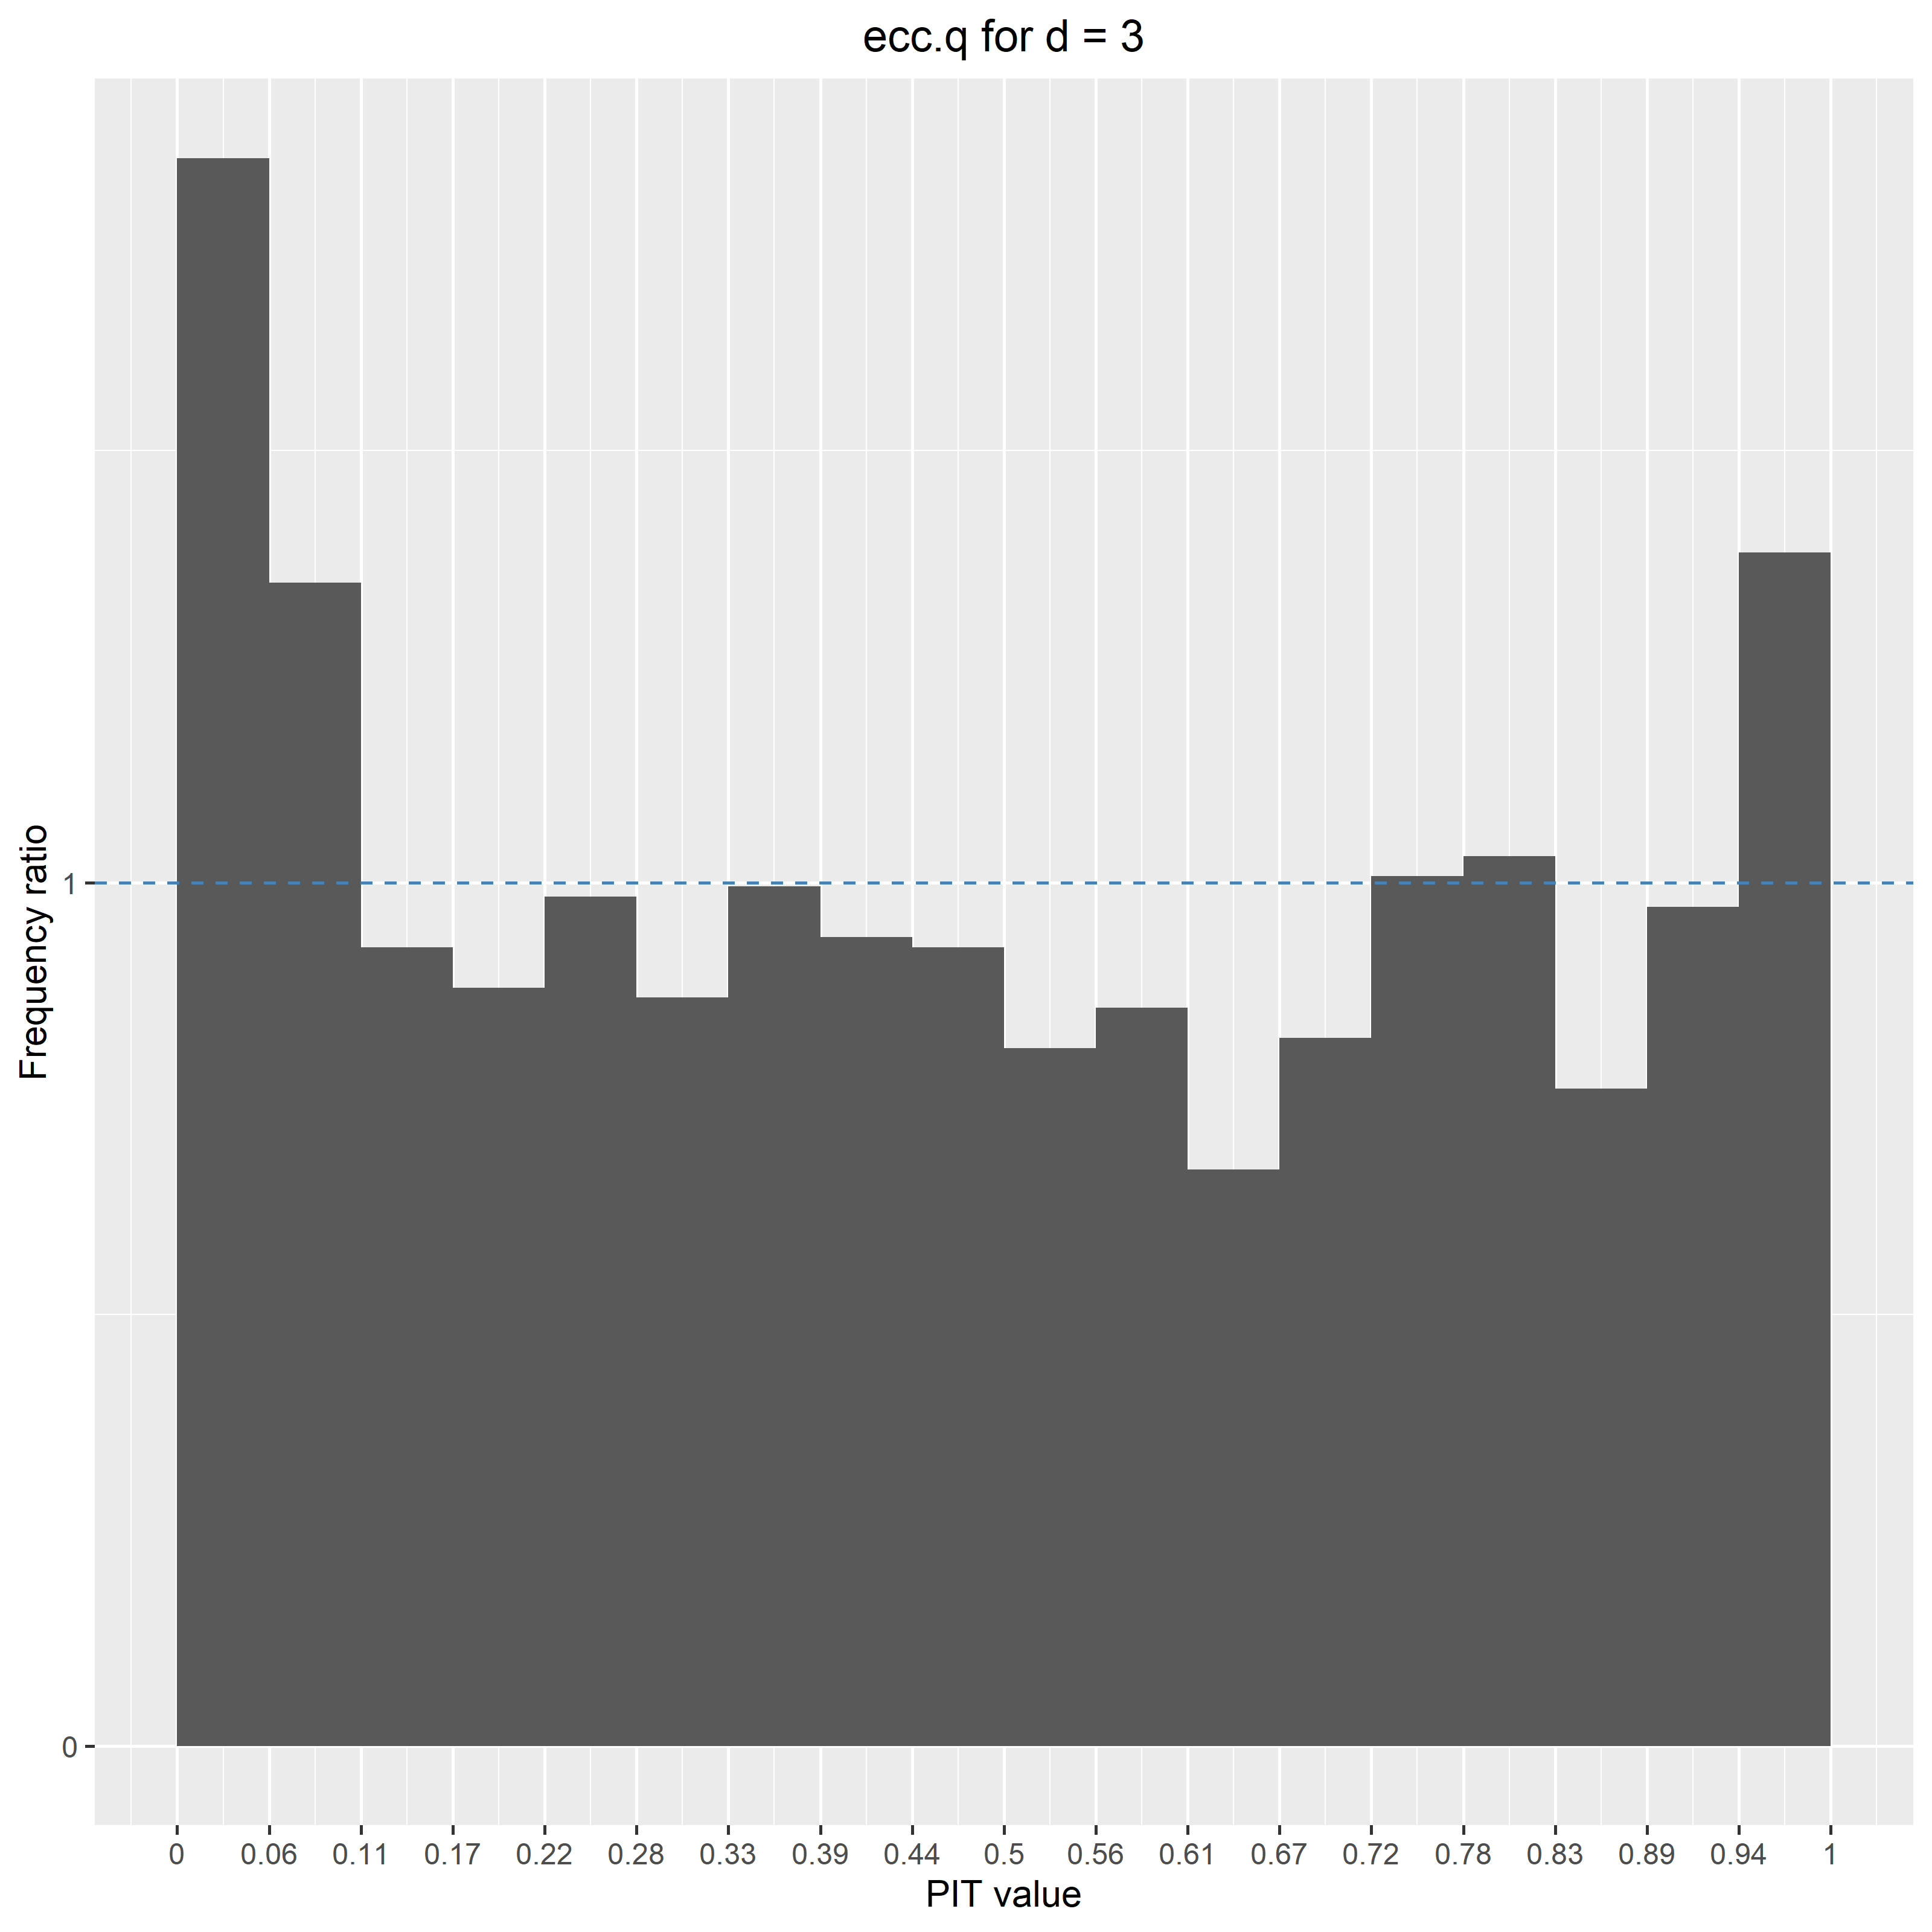 ecc.q for d = 3
Frequency ratio
1
0
0 0.06 0.11 0.17 0.22 0.28 0.33 0.39 0.44 0.5 0.56 0.61 0.67 0.72 0.78 0.83 0.89 0.94 1
PIT value